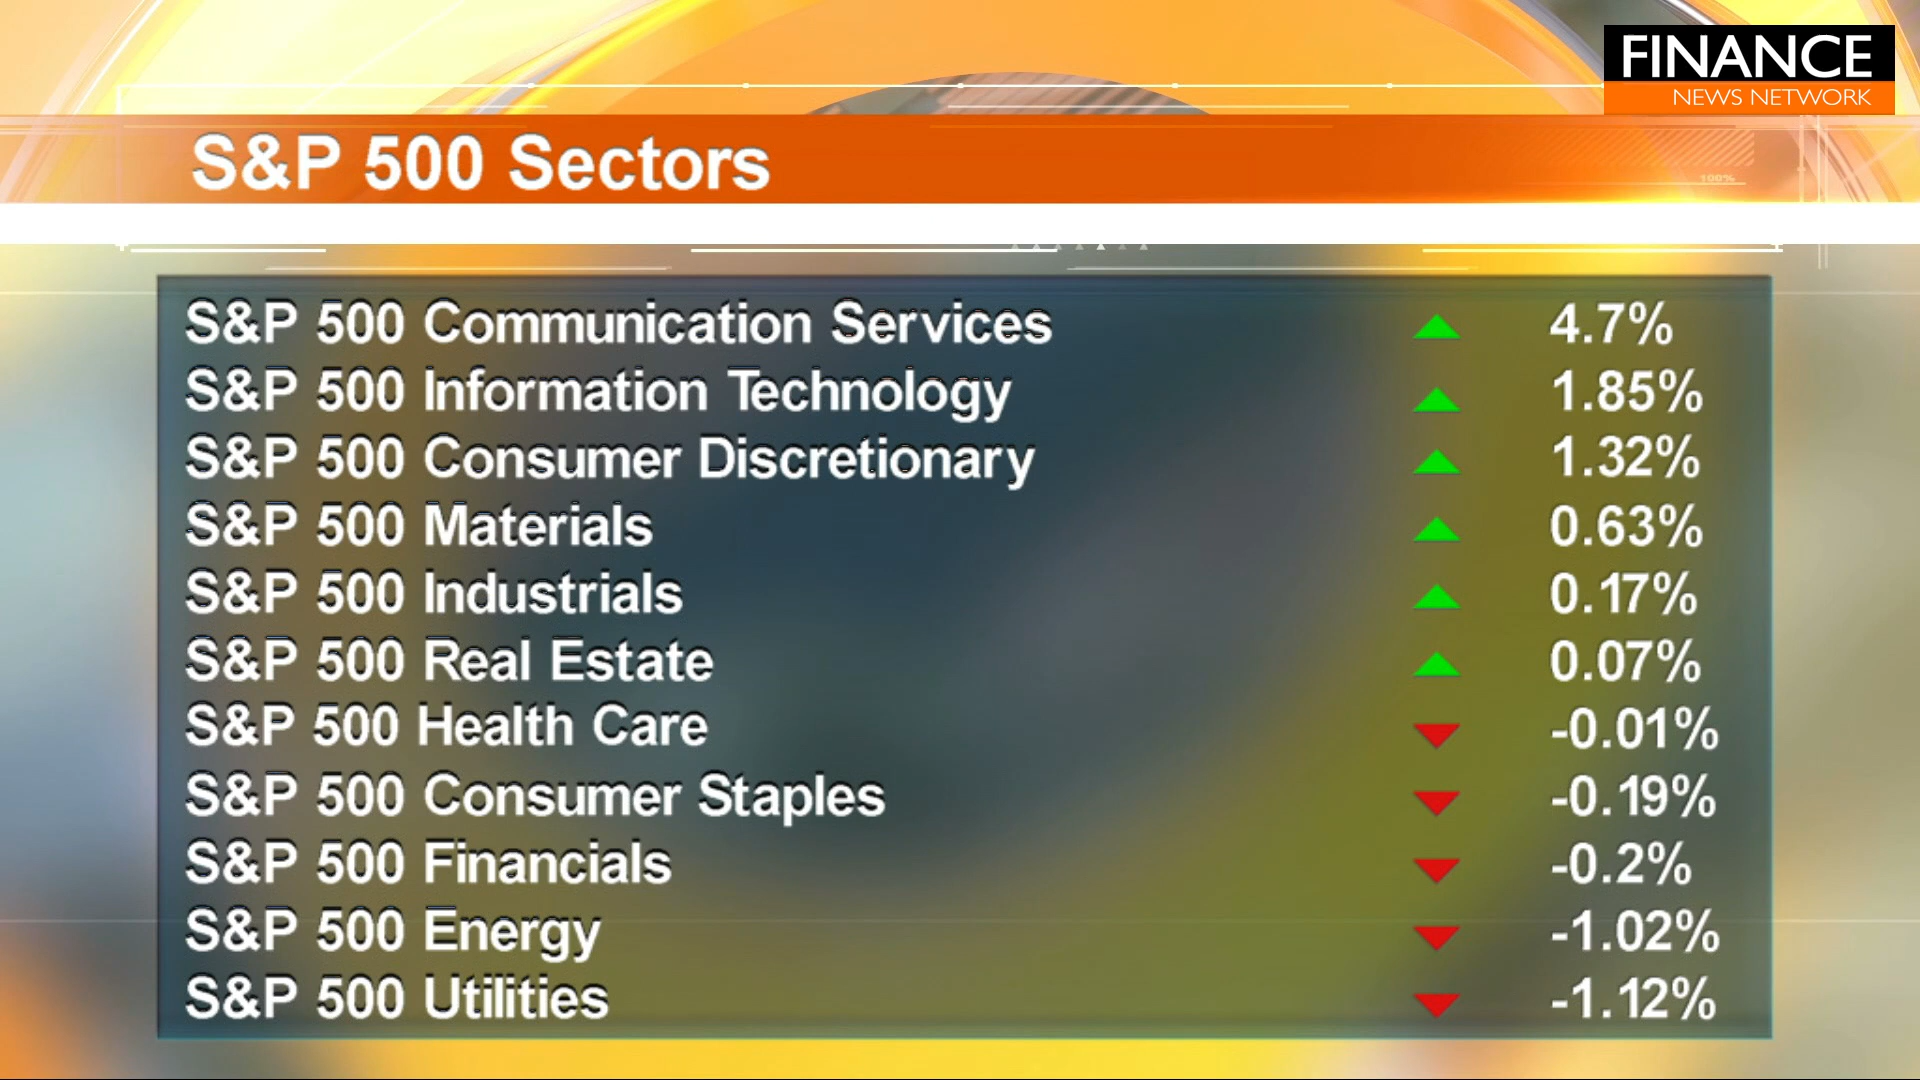 FINANCE
NEWS NETWORK
S&P 500 Sectors
100%
S&P 500 Communication Services 4.7%
S&P 500 Information Technology 1.85%
S&P 500 Consumer Discretionary 1.32%
S&P 500 Materials 0.63%
S&P 500 Industrials 0.17%
S&P 500 Real Estate 0.07%
S&P 500 Health Care -0.01%
S&P 500 Consumer Staples -0.19%
S&P 500 Financials -0.2%
S&P 500 Energy -1.02%
S&P 500 Utilities -1.12%